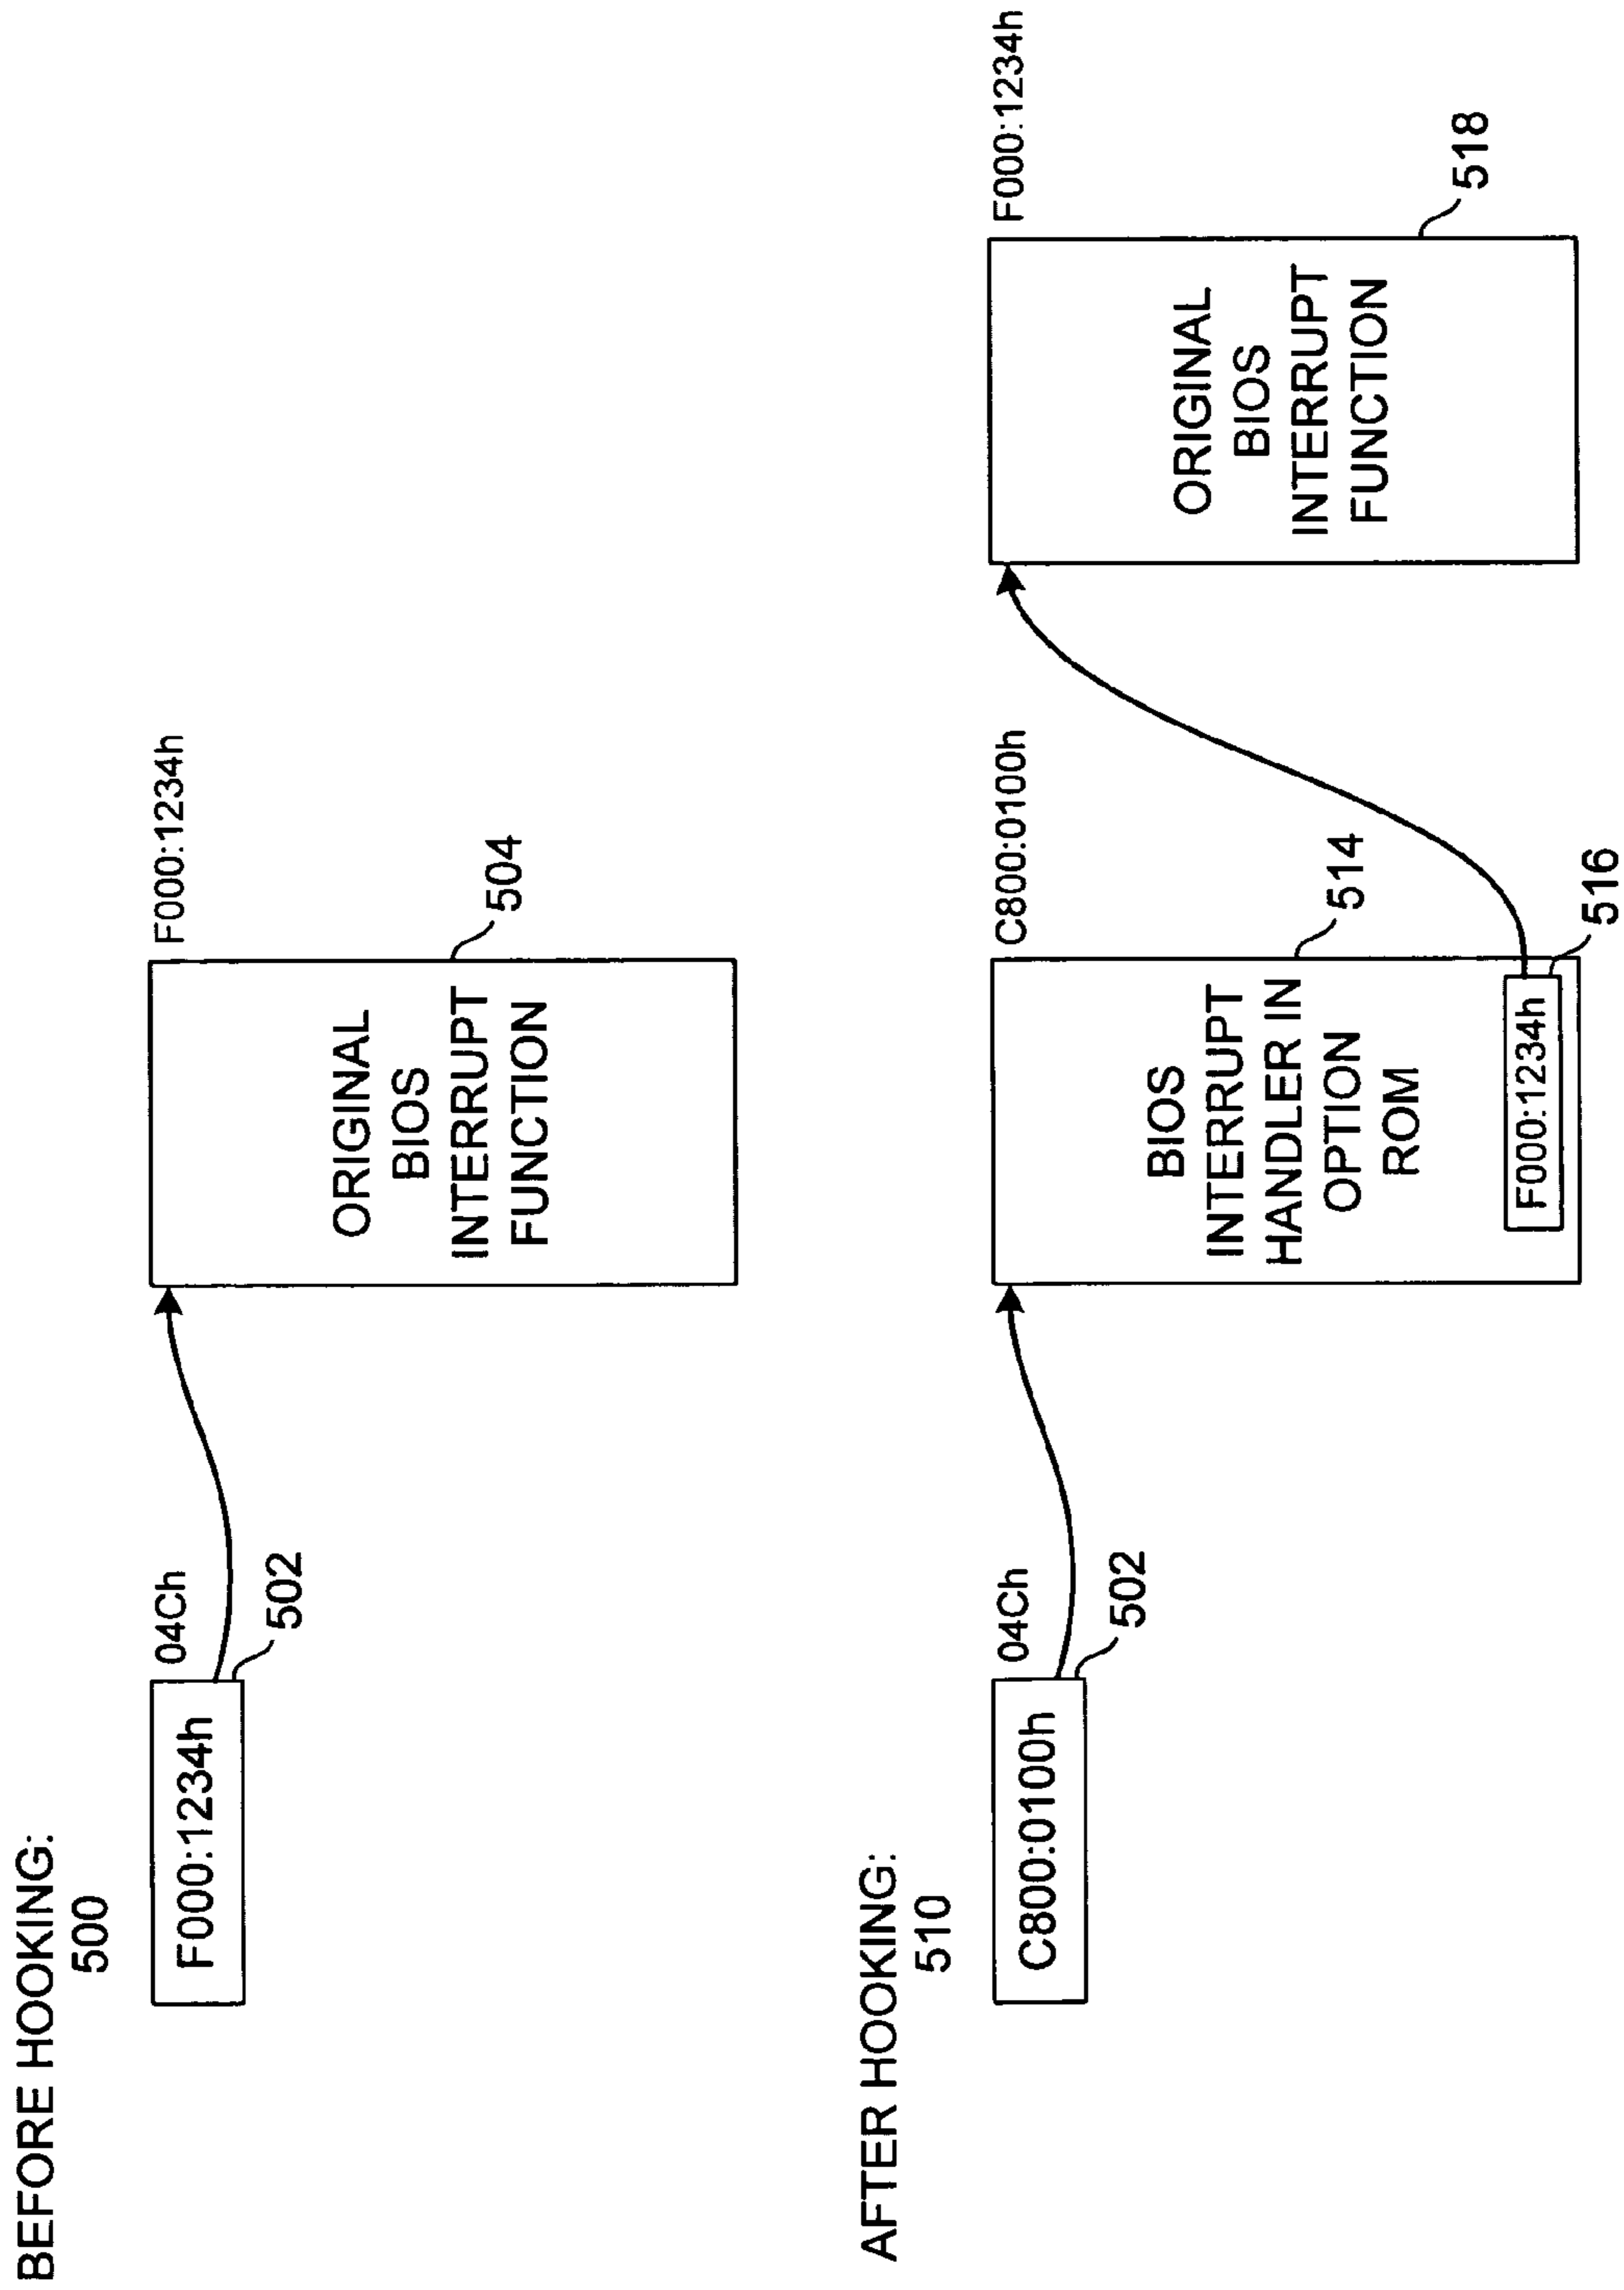 BEFORE HOOKING:
500
F000:1234h
04Ch
502
F000:1234h
ORIGINAL
BIOS
INTERRUPT
FUNCTION
504
AFTER HOOKING:
510
C800:0100h
04Ch
502
C800:0100h
BIOS
INTERRUPT
HANDLER IN
OPTION
ROM
514
F000:1234h
516
F000:1234h
ORIGINAL
BIOS
INTERRUPT
FUNCTION
518